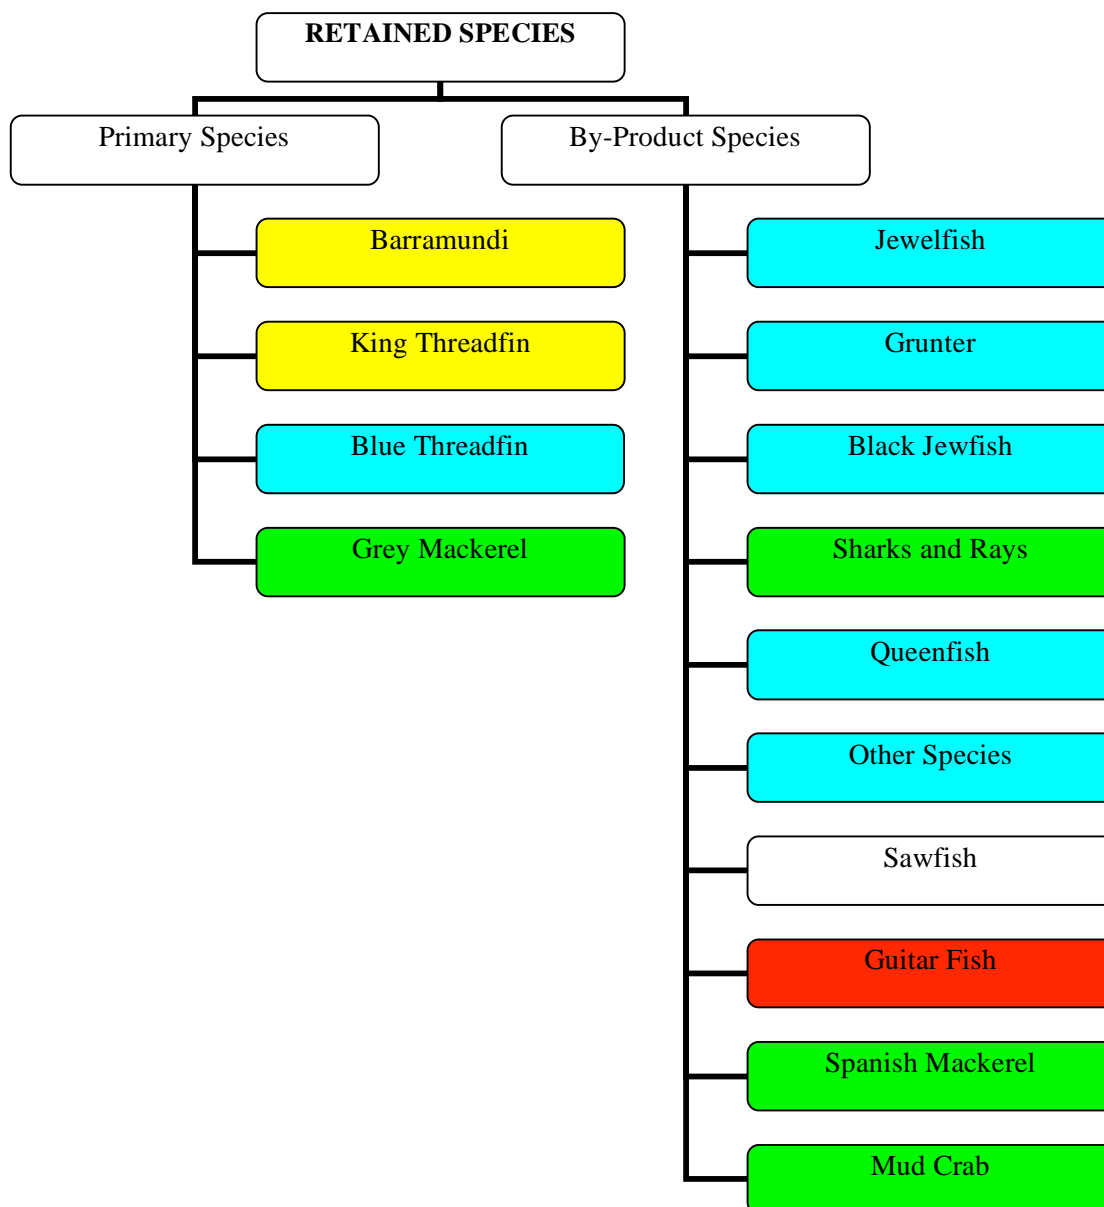 RETAINED SPECIES
Primary Species
By-Product Species
Barramundi
King Threadfin
Blue Threadfin
Grey Mackerel
Jewelfish
Grunter
Black Jewfish
Sharks and Rays
Queenfish
Other Species
Sawfish
Guitar Fish
Spanish Mackerel
Mud Crab